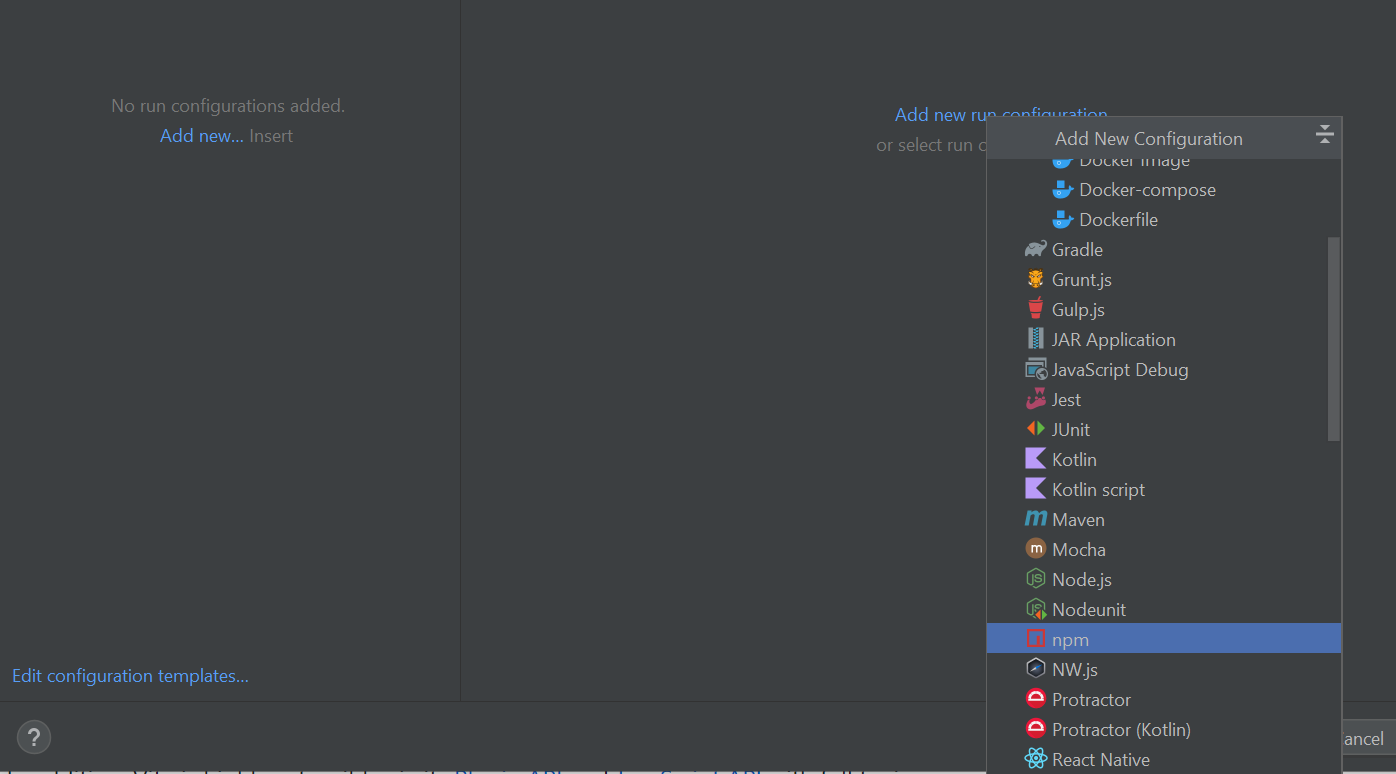 No run configurations added.
Add new... Insert
Edit configuration templates...
?
Add new run configuration
or select run c
Add New Configuration
Docker Image
Docker-compose
Dockerfile
Gradle
Grunt.js
Gulp.js
JAR Application
JavaScript Debug
Jest
JUnit
Kotlin
Kotlin script
Maven
Mocha
Node.js
Nodeunit
npm
NW.js
Protractor
Protractor (Kotlin)
React Native
ancel